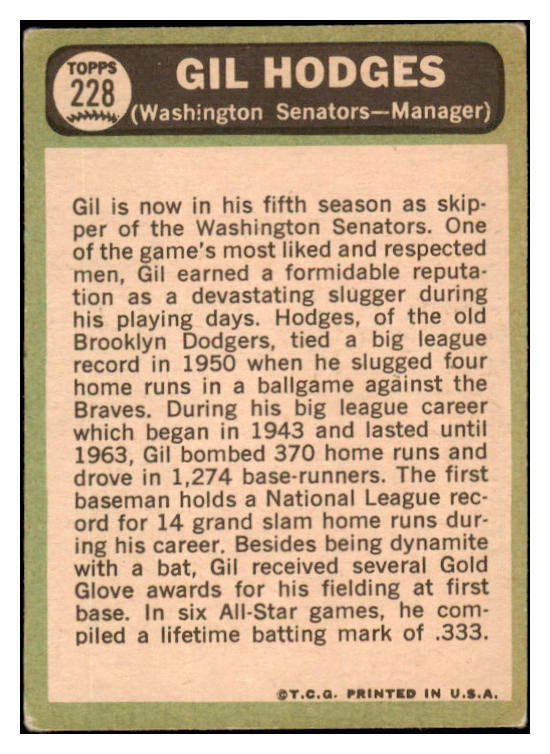 TOPPS
228
GIL HODGES
(Washington Senators—Manager)
Gil is now in his fifth season as skip-
per of the Washington Senators. One
of the game's most liked and respected
men, Gil earned a formidable reputa-
tion as a devastating slugger during
his playing days. Hodges, of the old
Brooklyn Dodgers, tied a big league
record in 1950 when he slugged four
home runs in a ballgame against the
Braves. During his big league career
which began in 1943 and lasted until
1963, Gil bombed 370 home runs and
drove in 1,274 base-runners. The first
baseman holds a National League rec-
ord for 14 grand slam home runs dur-
ing his career. Besides being dynamite
with a bat, Gil received several Gold
Glove awards for his fielding at first
base. In six All-Star games, he com-
piled a lifetime batting mark of .333.
©T.C.G. PRINTED IN U.S.A.